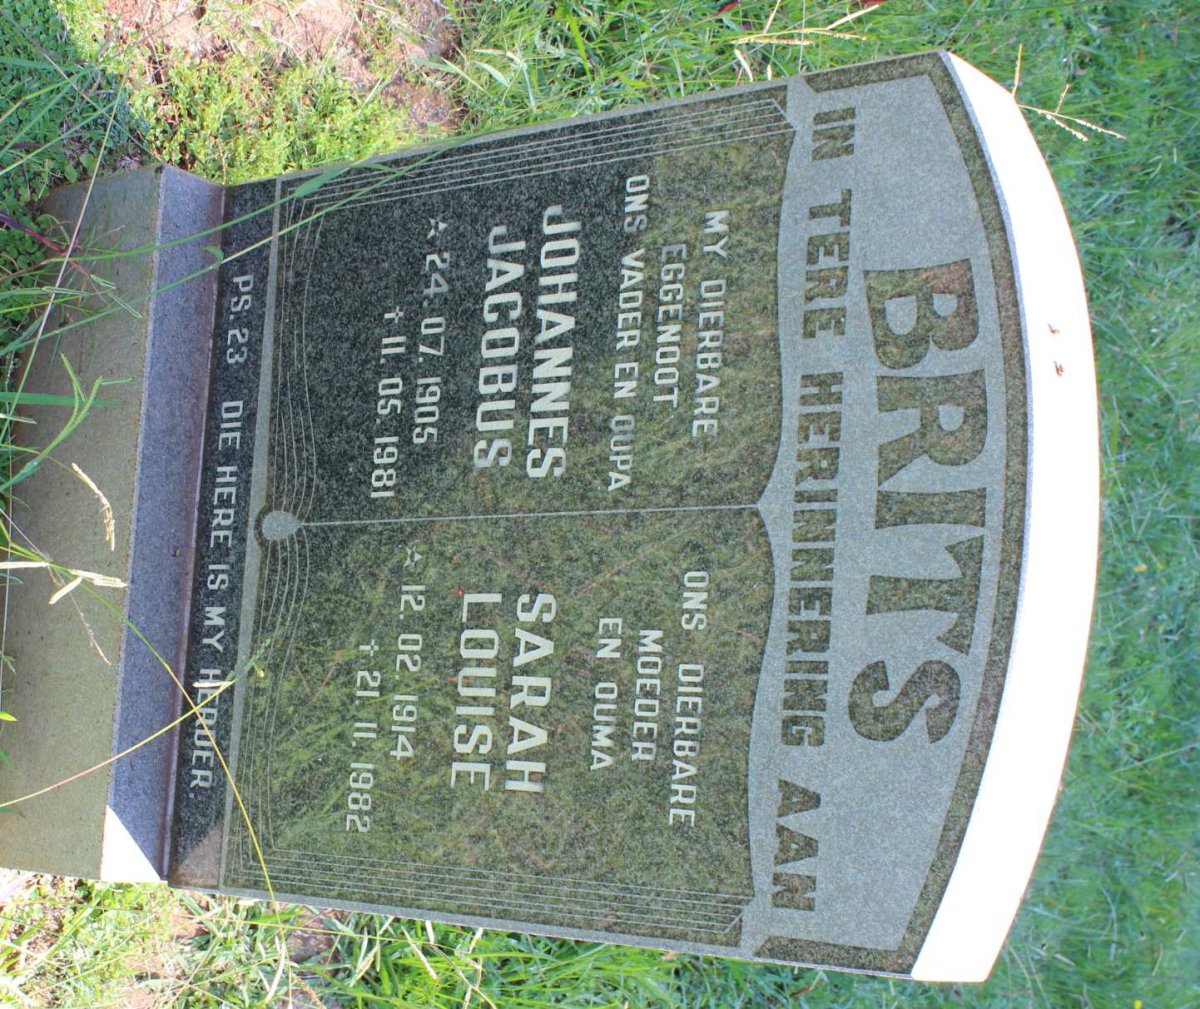 BRITS
IN TERE HERINNERING AAN
MY DIERBARE
EGGENOOT
ONS VADER EN OUPA
JOHANNES
JACOBUS
☆ 24. 07. 1905
✝ 11. 05. 1981
ONS DIERBARE
MOEDER
EN OUMA
SARAH
LOUISE
☆ 12. 02. 1914
✝ 21. 11. 1982
PS. 23 DIE HERE IS MY HERDER.